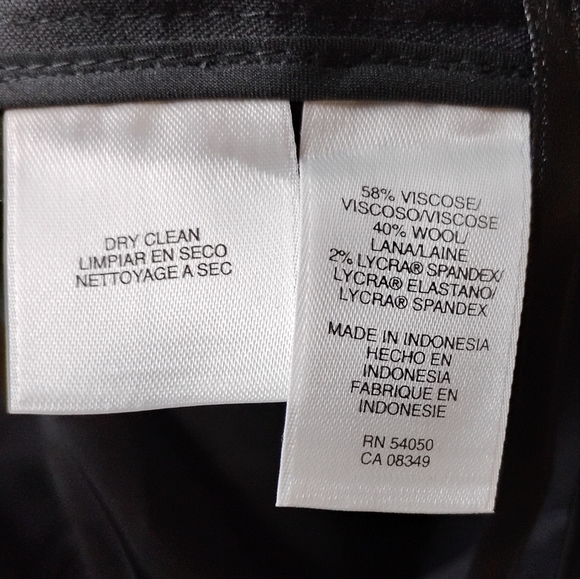 DRY CLEAN
LIMPIAR EN SECO
NETTOYAGE A SEC
58% VISCOSE/
VISCOSO/VISCOSE
40% WOOL/
LANA/LAINE
2% LYCRA® SPANDEX/
LYCRA® ELASTANO/
LYCRA® SPANDEX
MADE IN INDONESIA
HECHO EN
INDONESIA
FABRIQUE EN
INDONESIE
RN 54050
CA 08349